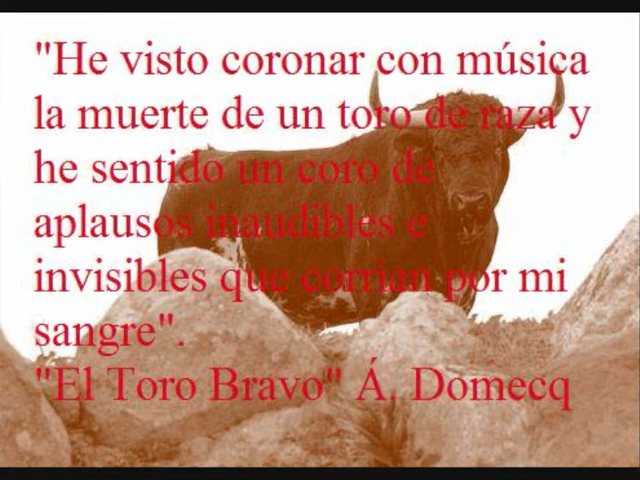 "He visto coronar con música
la muerte de un toro de raza y
he sentido un coro de
aplausos inaudibles e
invisibles que corrían por mi
sangre".
"El Toro Bravo" Á. Domecq